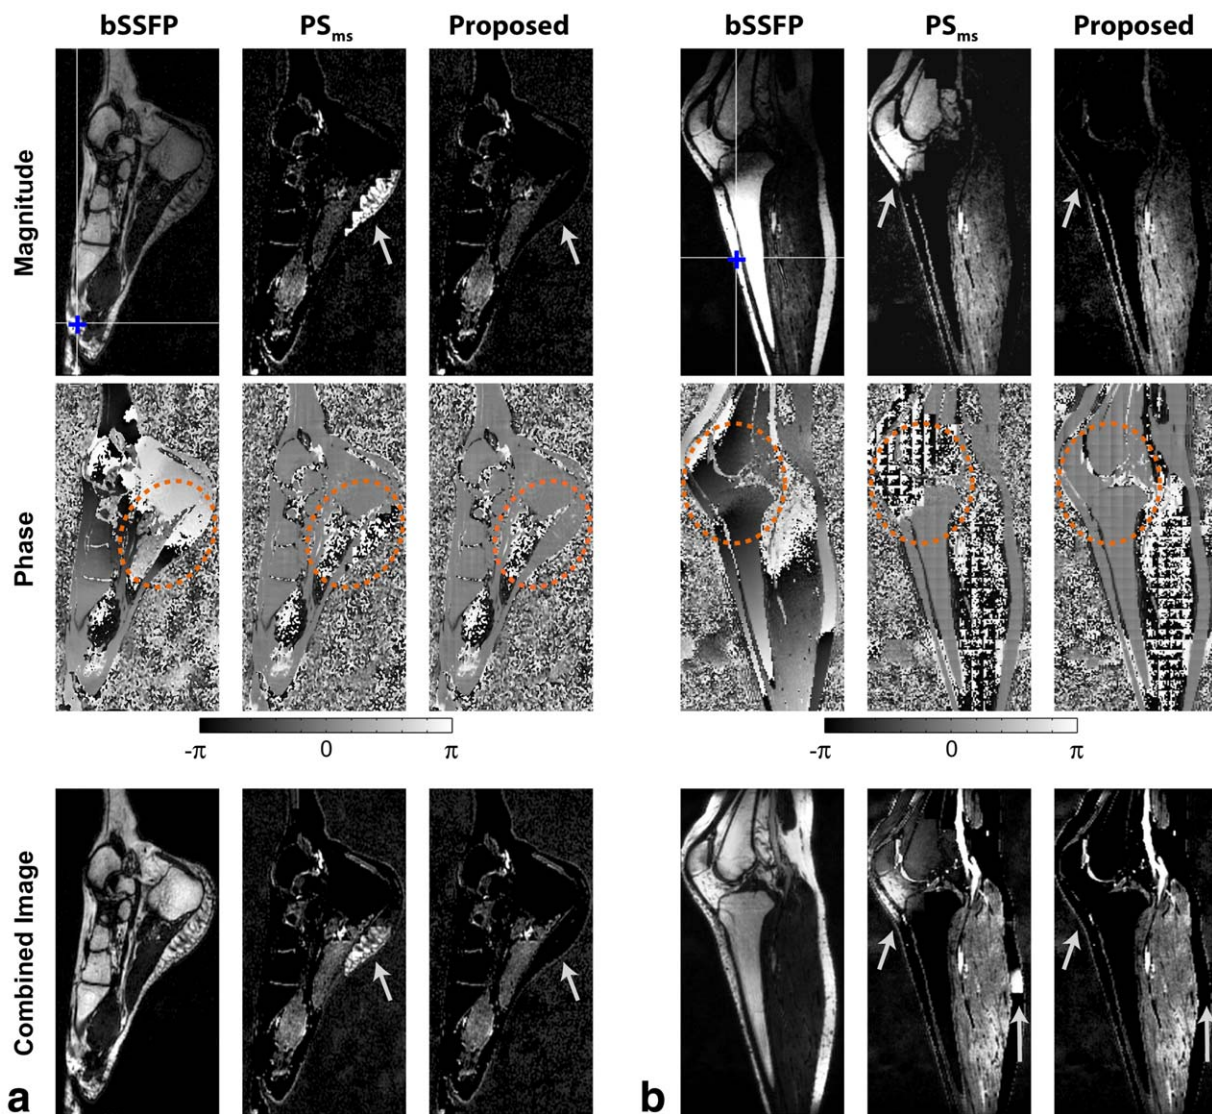 bSSFP PSms Proposed bSSFP PSms Proposed
Magnitude
Phase
-π 0 π -π 0 π
Combined Image
a b